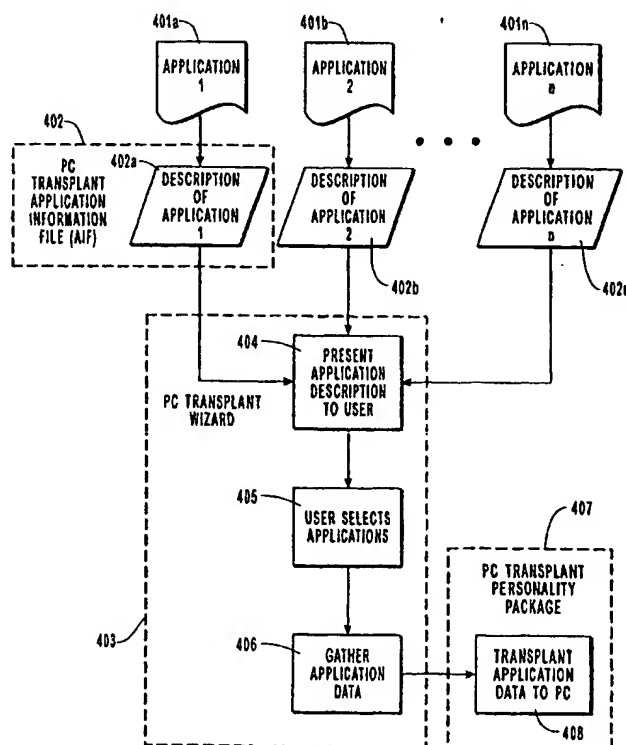 401a
401b
401n
APPLICATION
1
APPLICATION
2
APPLICATION
n
402
402a
PC
TRANSPLANT
APPLICATION
INFORMATION
FILE (AIF)
DESCRIPTION
OF
APPLICATION
1
DESCRIPTION
OF
APPLICATION
2
DESCRIPTION
OF
APPLICATION
n
402b
402n
404
PC TRANSPLANT
WIZARD
PRESENT
APPLICATION
DESCRIPTION
TO USER
405
USER SELECTS
APPLICATIONS
407
PC TRANSPLANT
PERSONALITY
PACKAGE
403
406
GATHER
APPLICATION
DATA
TRANSPLANT
APPLICATION
DATA TO PC
408